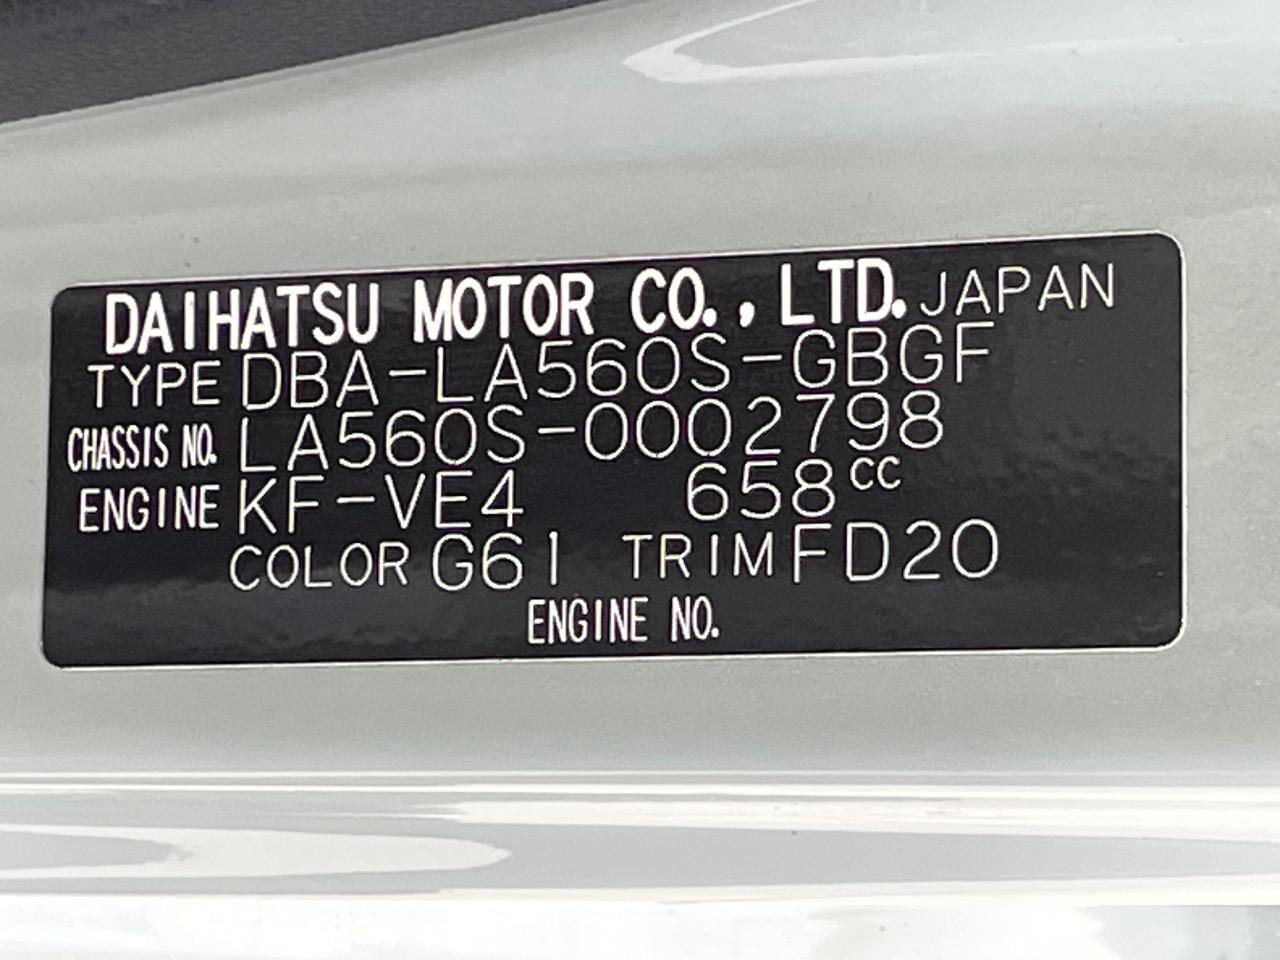 DAIHATSU MOTOR CO., LTD. JAPAN
TYPE DBA-LA560S-GBGF
CHASSIS NO. LA560S-0002798
ENGINE KF-VE4 658cc
COLOR G61 TRIM FD20
ENGINE NO.